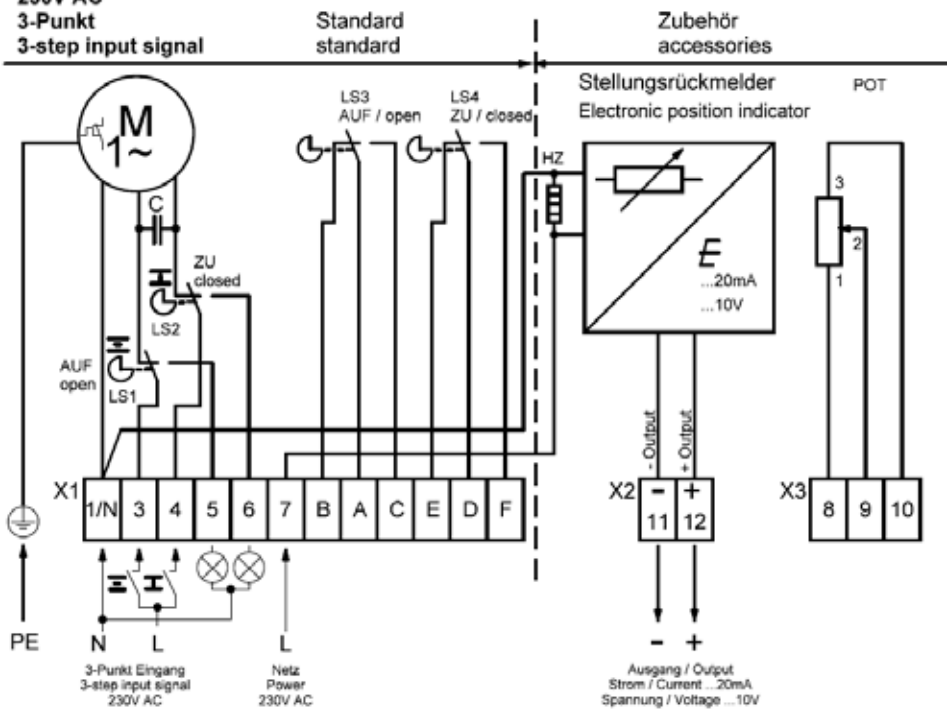 230V AC
3-Punkt
3-step input signal
Standard
standard
Zubehör
accessories
Stellungsrückmelder
Electronic position indicator
POT
M
1~
LS3
AUF / open
LS4
ZU / closed
HZ
C
ZU
closed
LS2
AUF
open
LS1
E
...20mA
...10V
3
2
1
- Output
+ Output
X1
1/N 3 4 5 6 7 B A C E D F
X2
- +
11 12
X3
8 9 10
PE
N
L
L
- +
3-Punkt Eingang
3-step input signal
230V AC
Netz
Power
230V AC
Ausgang / Output
Strom / Current ...20mA
Spannung / Voltage ...10V